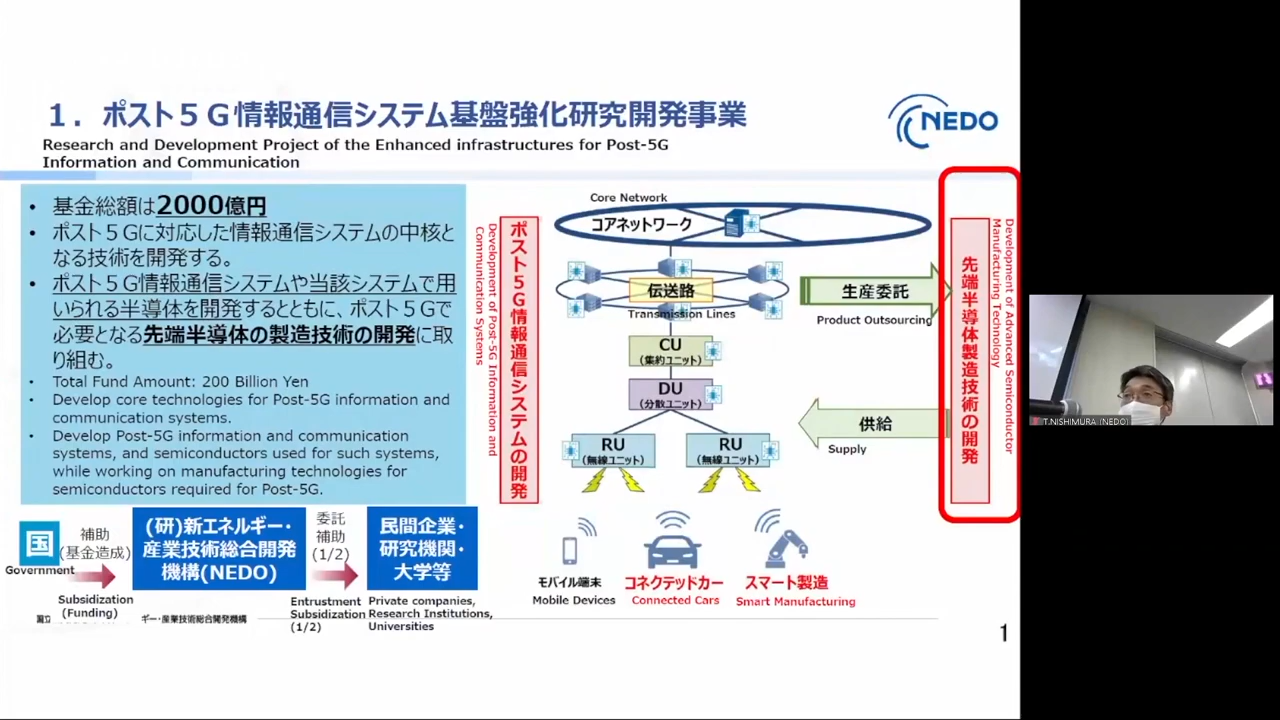 1．ポスト５Ｇ情報通信システム基盤強化研究開発事業
NEDO
Research and Development Project of the Enhanced infrastructures for Post-5G
Information and Communication
• 基金総額は2000億円
• ポスト５Gに対応した情報通信システムの中核と
なる技術を開発する。
• ポスト５G情報通信システムや当該システムで用
いられる半導体を開発するとともに、ポスト５Gで
必要となる先端半導体の製造技術の開発に取
り組む。
• Total Fund Amount: 200 Billion Yen
• Develop core technologies for Post-5G information and
communication systems.
• Develop Post-5G information and communication
systems, and semiconductors used for such systems,
while working on manufacturing technologies for
semiconductors required for Post-5G.
Development of Post-5G Information and
Communication Systems
ポスト5G情報通信システムの開発
Core Network
コアネットワーク
伝送路
Transmission Lines
CU
(集約ユニット)
DU
(分散ユニット)
RU
(無線ユニット)
RU
(無線ユニット)
生産委託
Product Outsourcing
供給
Supply
先端半導体製造技術の開発
Development of Advanced Semiconductor
Manufacturing Technology
国
Government
補助
(基金造成)
Subsidization
(Funding)
(研)新エネルギー・
産業技術総合開発
機構(NEDO)
委託
補助
(1/2)
Entrustment
Subsidization
(1/2)
民間企業・
研究機関・
大学等
Private companies,
Research Institutions,
Universities
モバイル端末
Mobile Devices
コネクテッドカー
Connected Cars
スマート製造
Smart Manufacturing
国立
ギー・産業技術総合開発機構
1
T.NISHIMURA (NEDO)